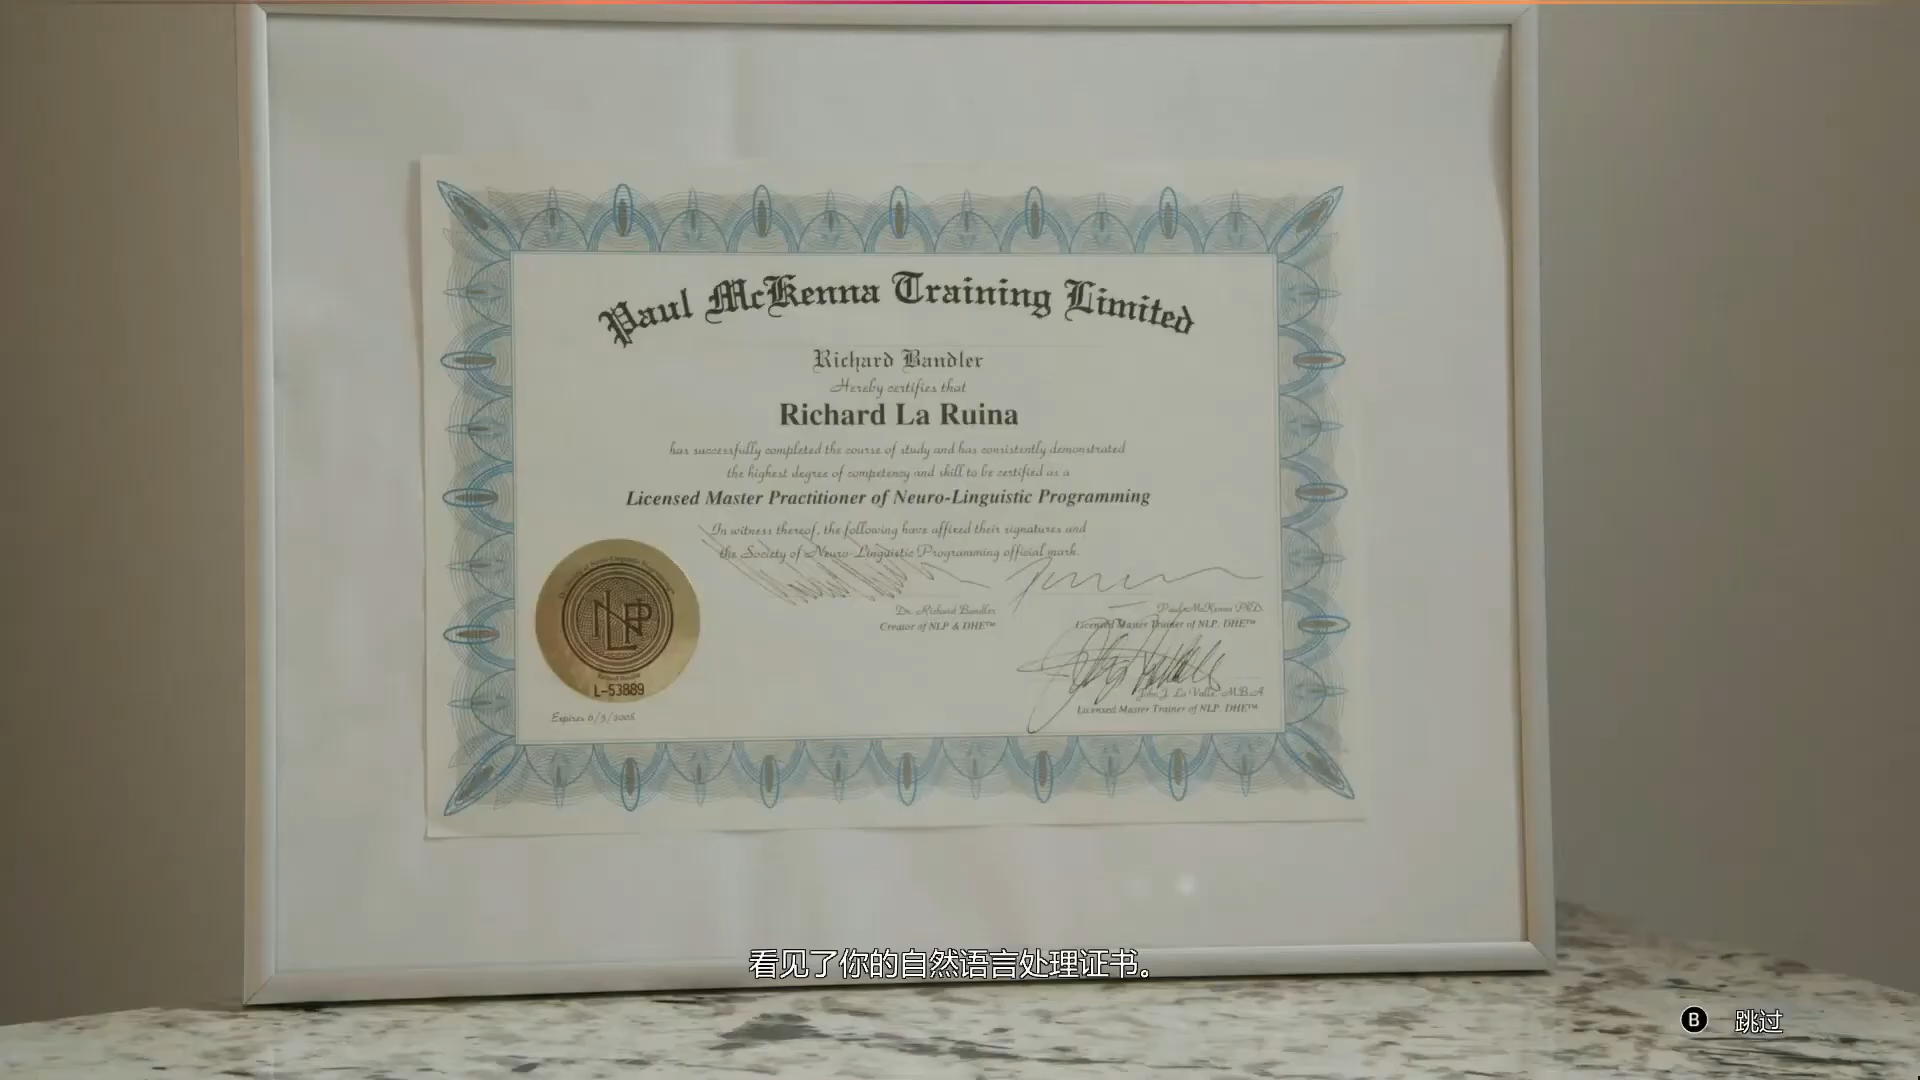 Paul McKenna Training Limited
Richard Bandler
Hereby certifies that
Richard La Ruina
has successfully completed the course of study and has consistently demonstrated
the highest degree of competency and skill to be certified as a
Licensed Master Practitioner of Neuro-Linguistic Programming
In witness thereof, the following have affixed their signatures and
the Society of Neuro-Linguistic Programming official mark.
Dr. Richard Bandler
Creator of NLP & DHE™
Paul McKenna PhD.
Licensed Master Trainer of NLP, DHE™
John J. La Valle, M.B.A
Licensed Master Trainer of NLP, DHE™
NLP
Richard Bandler
L-53889
Expires
看见了你的自然语言处理证书。
B 跳过